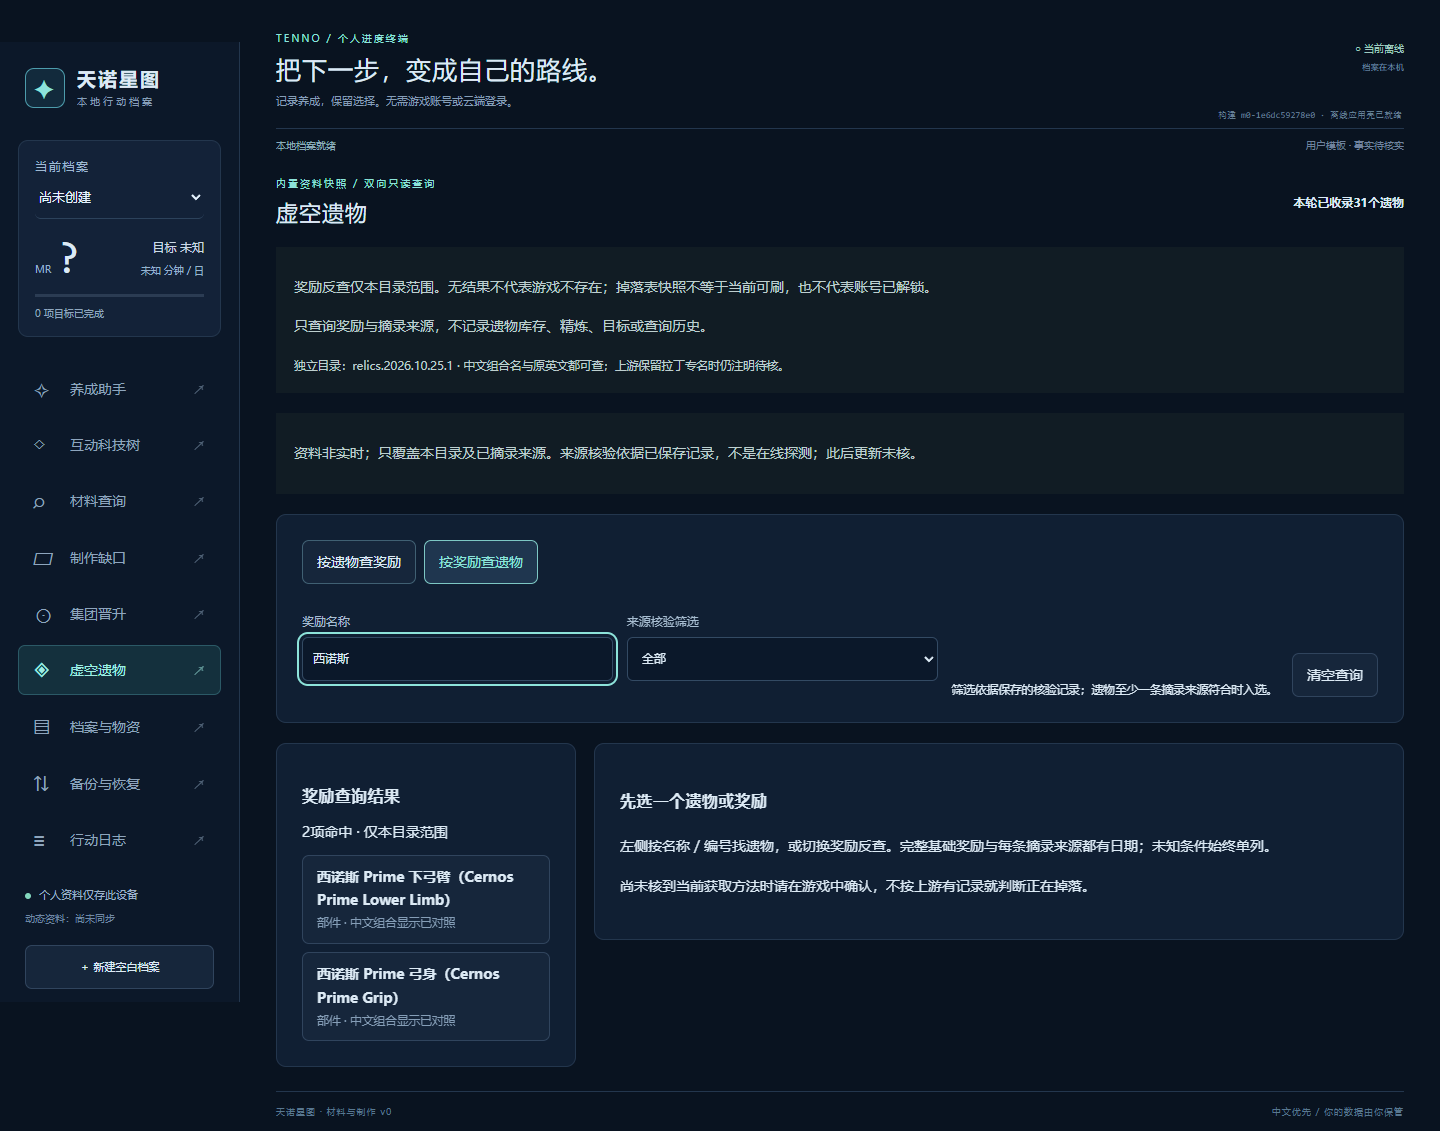 天诺星图
本地行动档案
当前档案
尚未创建
MR ?
目标 未知
未知 分钟 / 日
0 项目标已完成
养成助手
互动科技树
材料查询
制作缺口
集团晋升
虚空遗物
档案与物资
备份与恢复
行动日志
个人资料仅存此设备
动态资料：尚未同步
+ 新建空白档案
TENNO / 个人进度终端
把下一步，变成自己的路线。
记录养成，保留选择。无需游戏账号或云端登录。
当前离线
档案在本机
构建 m0-1e6dc59278e0 · 离线应用壳已就绪
本地档案就绪
用户模板 · 事实待核实
内置资料快照 / 双向只读查询
虚空遗物
本轮已收录31个遗物
奖励反查仅本目录范围。无结果不代表游戏不存在；掉落表快照不等于当前可刷，也不代表账号已解锁。
只查询奖励与摘录来源，不记录遗物库存、精炼、目标或查询历史。
独立目录：relics.2026.10.25.1 · 中文组合名与原英文都可查；上游保留拉丁专名时仍注明待核。
资料非实时；只覆盖本目录及已摘录来源。来源核验依据已保存记录，不是在线探测；此后更新未核。
按遗物查奖励
按奖励查遗物
奖励名称
西诺斯
来源核验筛选
全部
筛选依据保存的核验记录；遗物至少一条摘录来源符合时入选。
清空查询
奖励查询结果
2项命中 · 仅本目录范围
西诺斯 Prime 下弓臂（Cernos
Prime Lower Limb）
部件 · 中文组合显示已对照
西诺斯 Prime 弓身（Cernos
Prime Grip）
部件 · 中文组合显示已对照
先选一个遗物或奖励
左侧按名称 / 编号找遗物，或切换奖励反查。完整基础奖励与每条摘录来源都有日期；未知条件始终单列。
尚未核到当前获取方法时请在游戏中确认，不按上游有记录就判断正在掉落。
天诺星图 · 材料与制作 v0
中文优先 / 你的数据由你保管